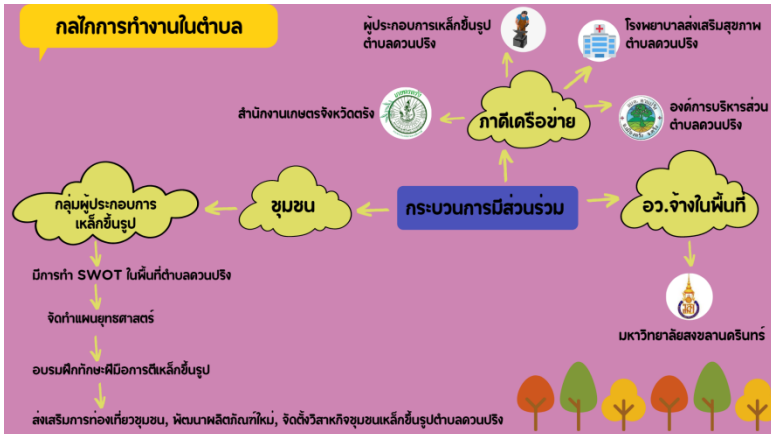 กลไกการทำงานในตำบล
ผู้ประกอบการเหล็กขึ้นรูป
ตำบลควนปริง
โรงพยาบาลส่งเสริมสุขภาพ
ตำบลควนปริง
สำนักงานเกษตรจังหวัดตรัง
ภาคีเครือข่าย
องค์การบริหารส่วน
ตำบลควนปริง
กลุ่มผู้ประกอบการ
เหล็กขึ้นรูป
ชุมชน
กระบวนการมีส่วนร่วม
อว.จ้างในพื้นที่
มีการทำ SWOT ในพื้นที่ตำบลควนปริง
จัดทำแผนยุทธศาสตร์
มหาวิทยาลัยสงขลานครินทร์
อบรมฝึกทักษะฝีมือการตีเหล็กขึ้นรูป
ส่งเสริมการท่องเที่ยวชุมชน, พัฒนาผลิตภัณฑ์ใหม่, จัดตั้งวิสาหกิจชุมชนเหล็กขึ้นรูปตำบลควนปริง